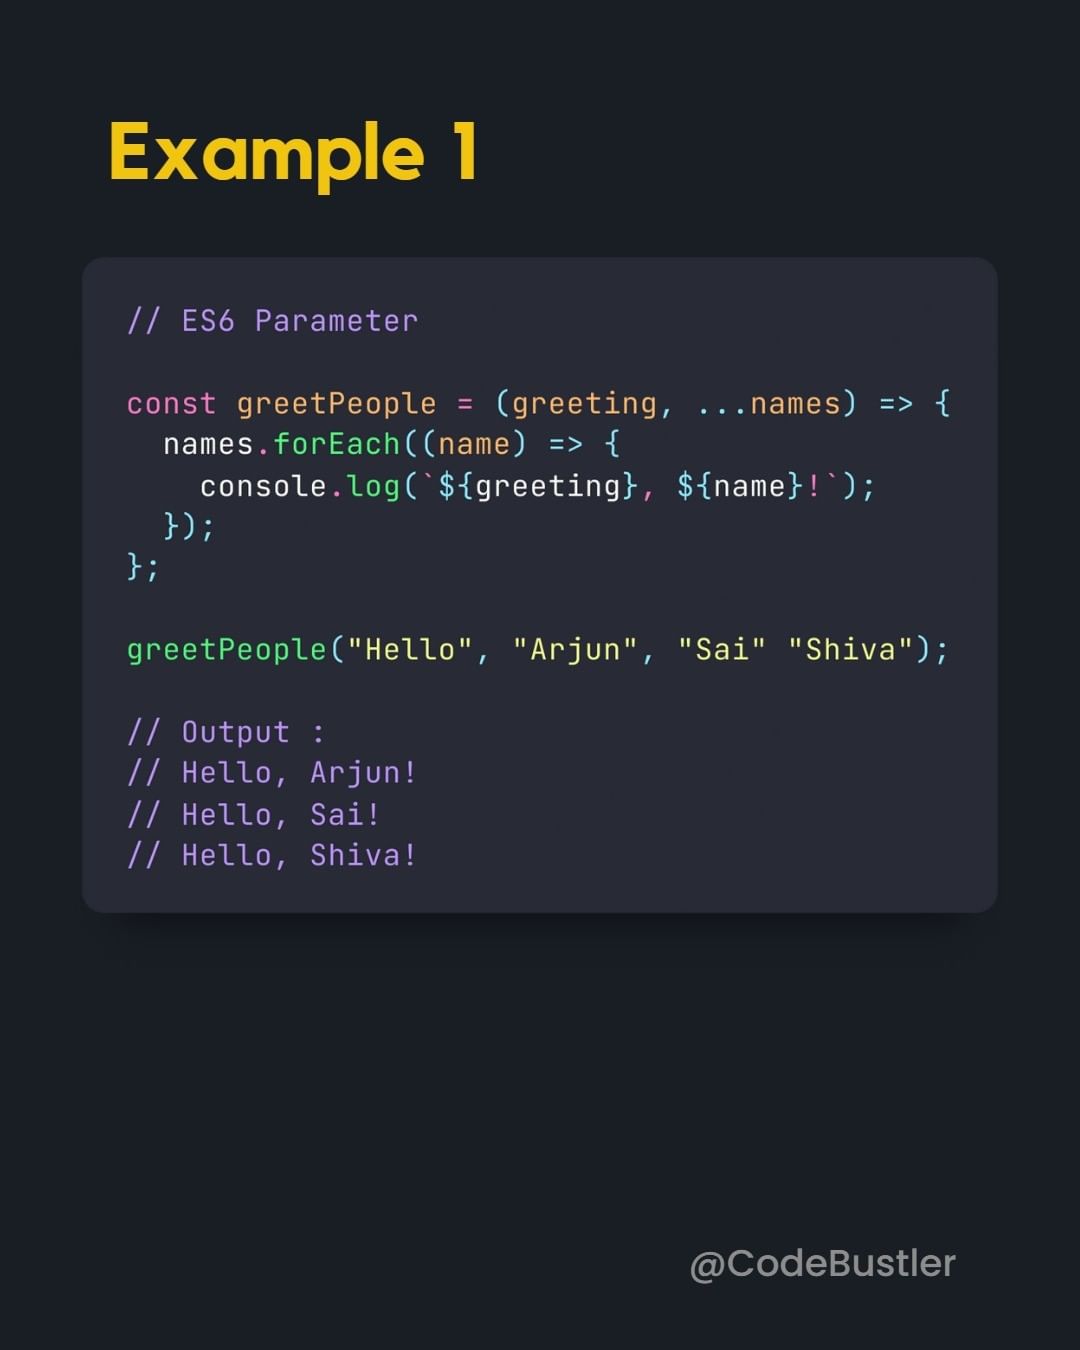 Example 1
// ES6 Parameter
const greetPeople = (greeting, ...names) => {
  names.forEach((name) => {
    console.log(`${greeting}, ${name}!`);
  });
};
greetPeople("Hello", "Arjun", "Sai" "Shiva");
// Output :
// Hello, Arjun!
// Hello, Sai!
// Hello, Shiva!
@CodeBustler